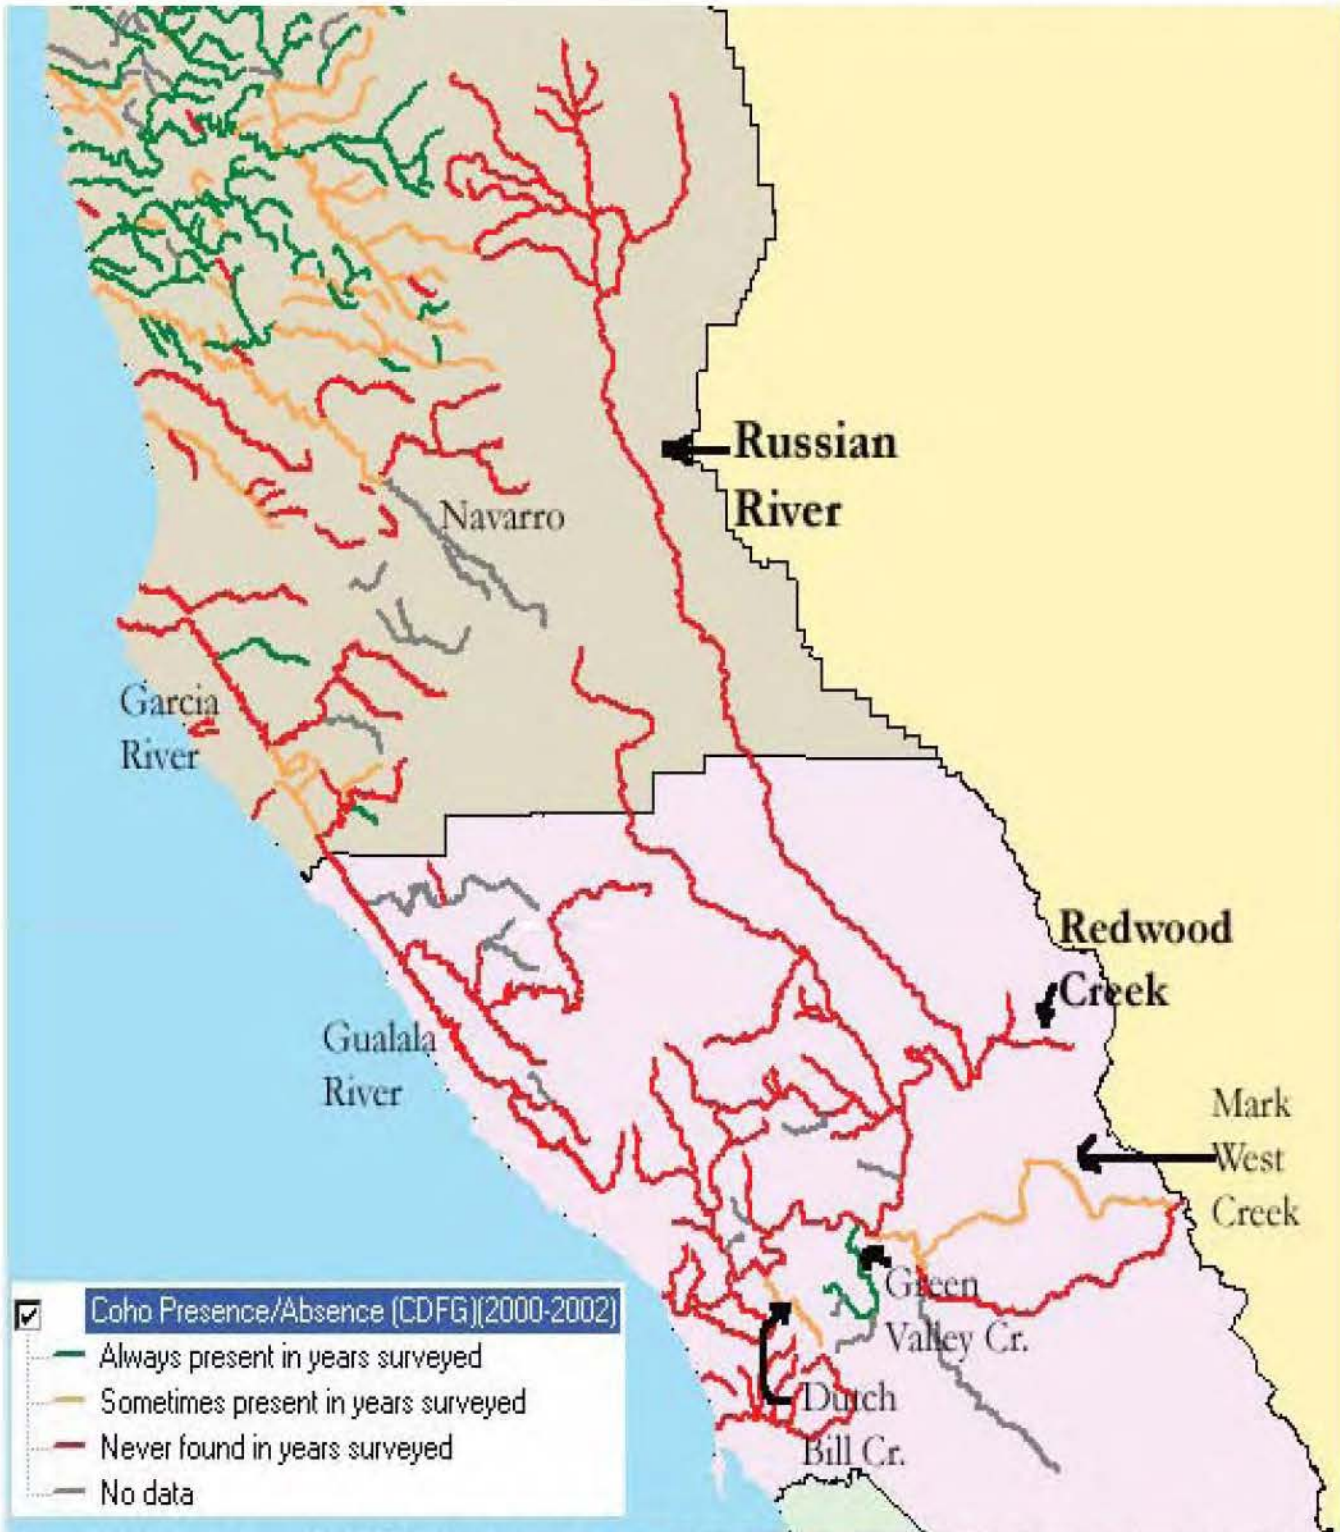 Russian
River
Navarro
Garcia
River
Redwood
Creek
Gualala
River
Mark
West
Creek
Green
Valley Cr.
Dutch
Bill Cr.
Coho Presence/Absence (CDFG)(2000-2002)
Always present in years surveyed
Sometimes present in years surveyed
Never found in years surveyed
No data